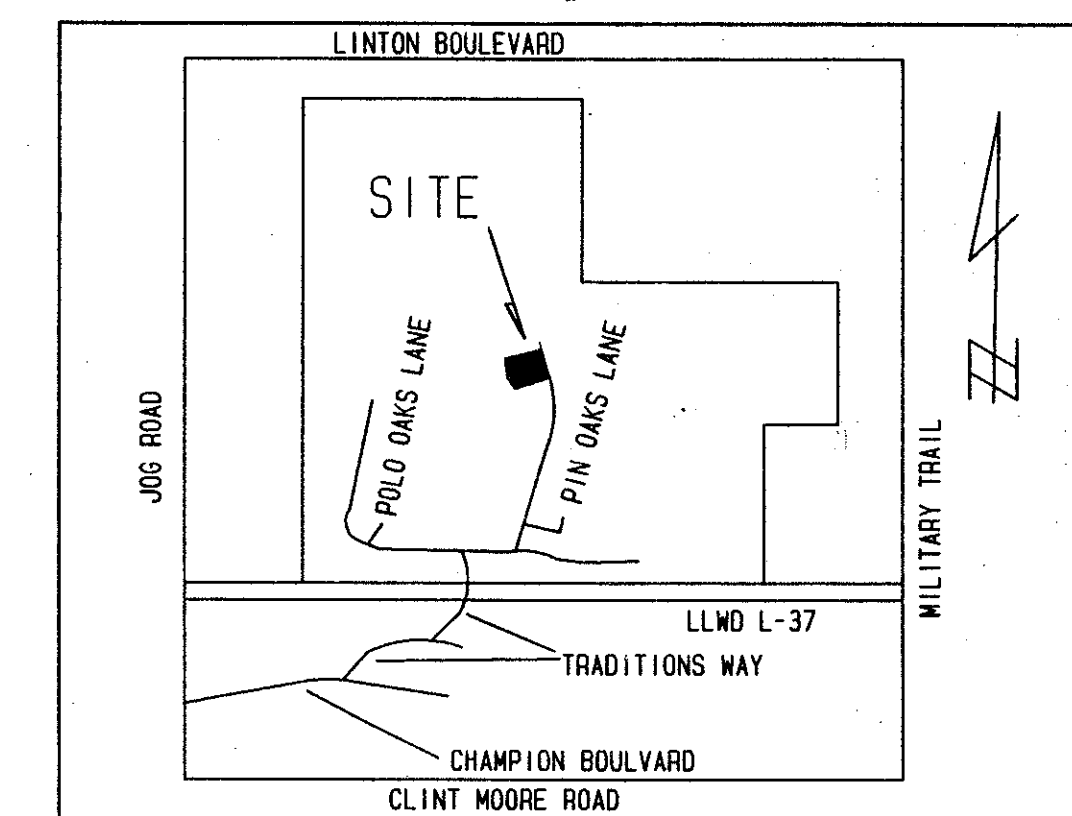 LINTON BOULEVARD
SITE
POLO OAKS LANE
PIN OAKS LANE
JOG ROAD
MILITARY TRAIL
LLWD L-37
TRADITIONS WAY
CHAMPION BOULVARD
CLINT MOORE ROAD